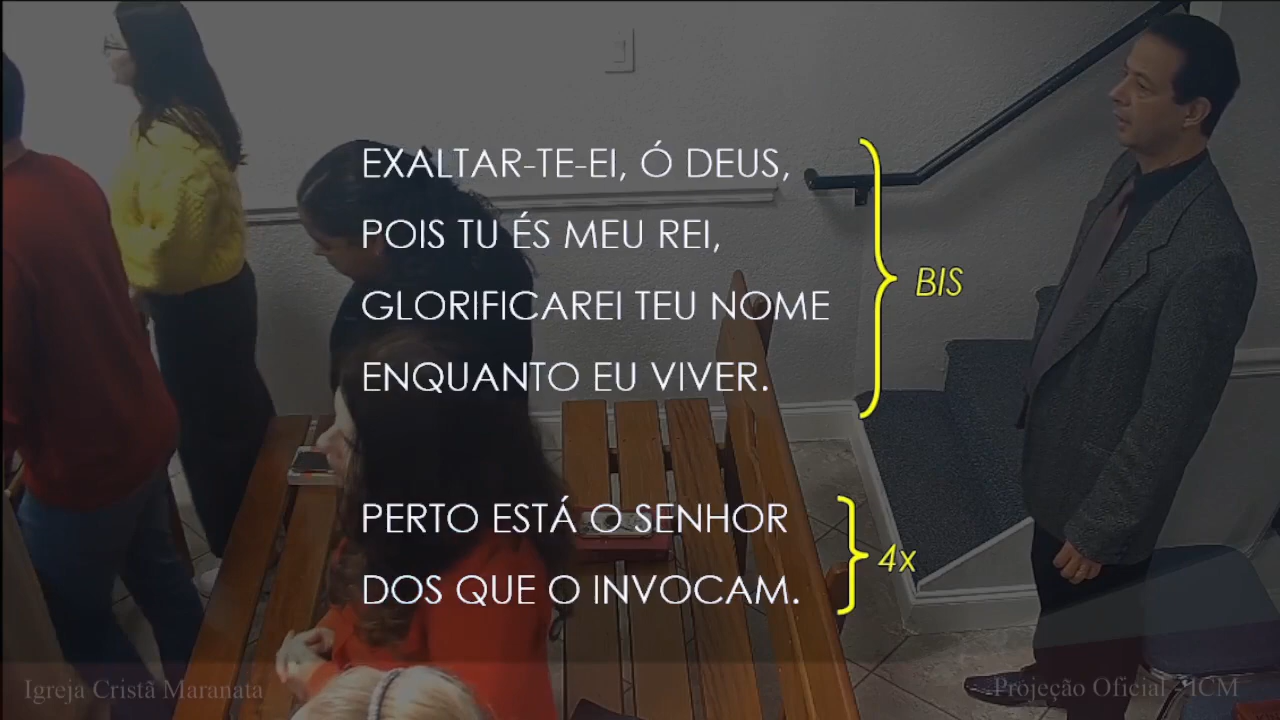 EXALTAR-TE-EI, Ó DEUS,
POIS TU ÉS MEU REI,
GLORIFICAREI TEU NOME
ENQUANTO EU VIVER.
BIS
PERTO ESTÁ O SENHOR
DOS QUE O INVOCAM.
4x
Igreja Cristã Maranata
Projeção Oficial - ICM